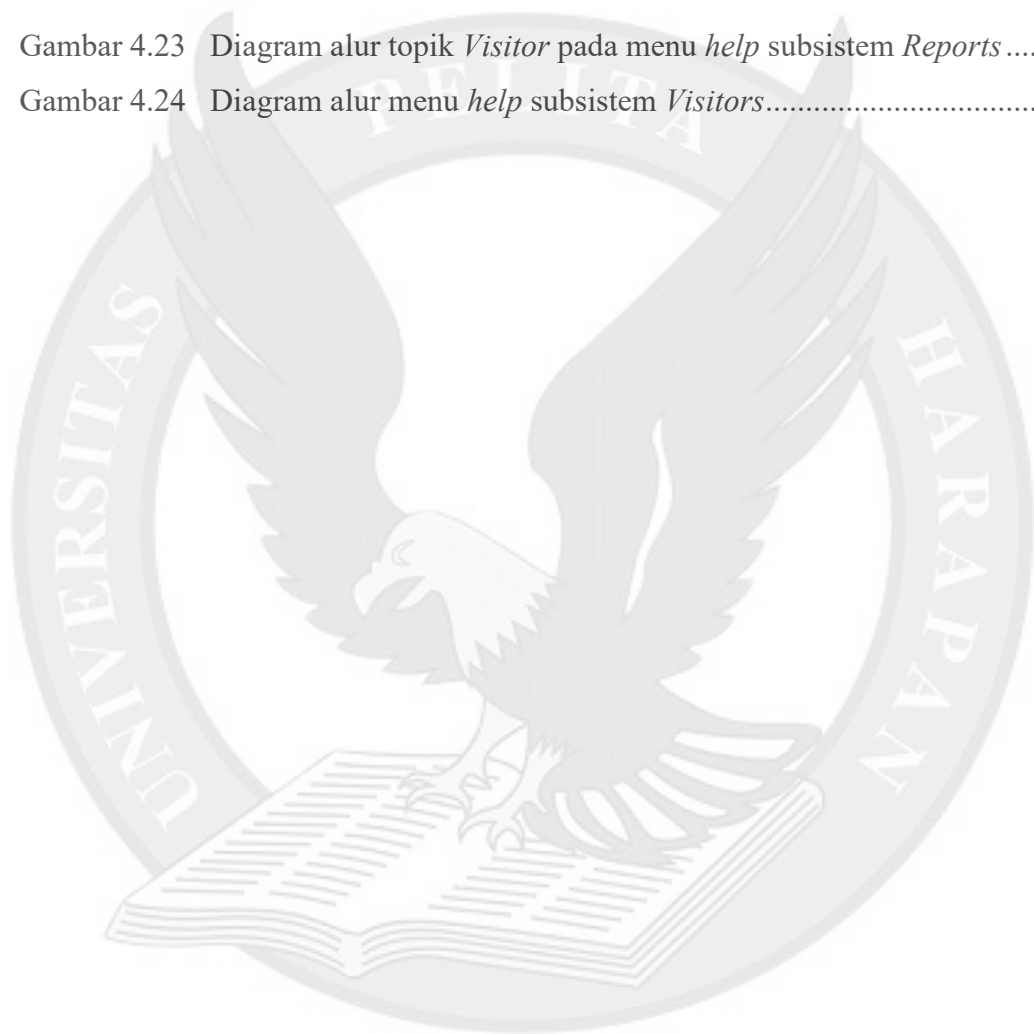 Gambar 4.23 Diagram alur topik Visitor pada menu help subsistem Reports ....
Gambar 4.24 Diagram alur menu help subsistem Visitors..................................
UNIVERSITAS PELITA HARAPAN